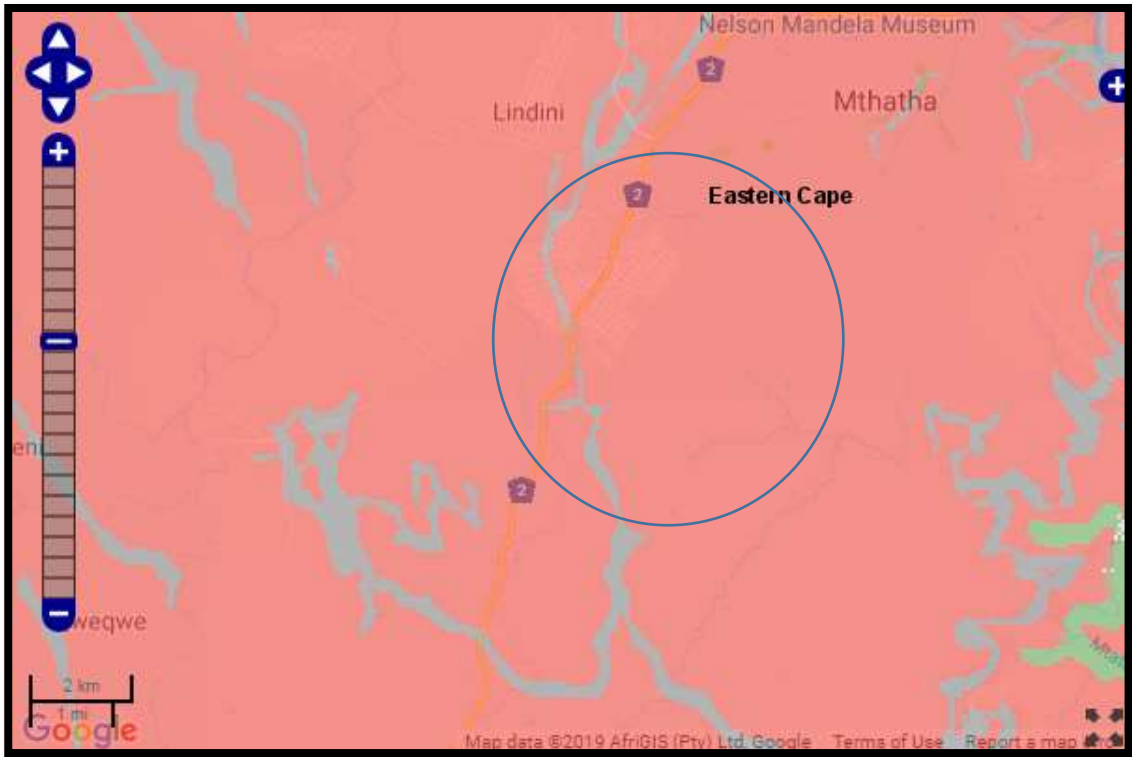 Nelson Mandela Museum
2
Lindini
Mthatha
2
Eastern Cape
eni
2
weqwe
2 km
1 mi
Google
Map data ©2019 AfriGIS (Pty) Ltd, Google Terms of Use Report a map